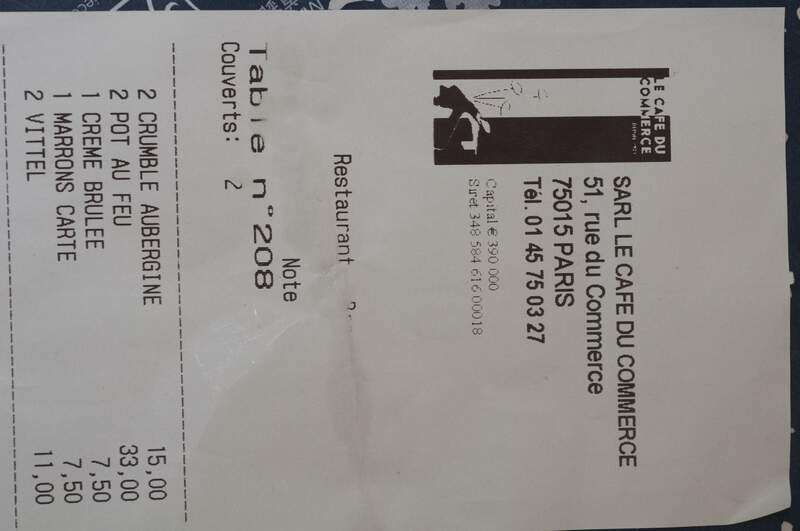 LE CAFE DU
COMMERCE
SARL LE CAFE DU COMMERCE
51, rue du Commerce
75015 PARIS
Tél. 01 45 75 03 27
Capital € 390 000
Siret 348 584 616 00018
Restaurant
Note
Table n°208
Couverts: 2
2 CRUMBLE AUBERGINE 15,00
2 POT AU FEU 33,00
1 CREME BRULEE 7,50
1 MARRONS CARTE 7,50
2 VITTEL 11,00